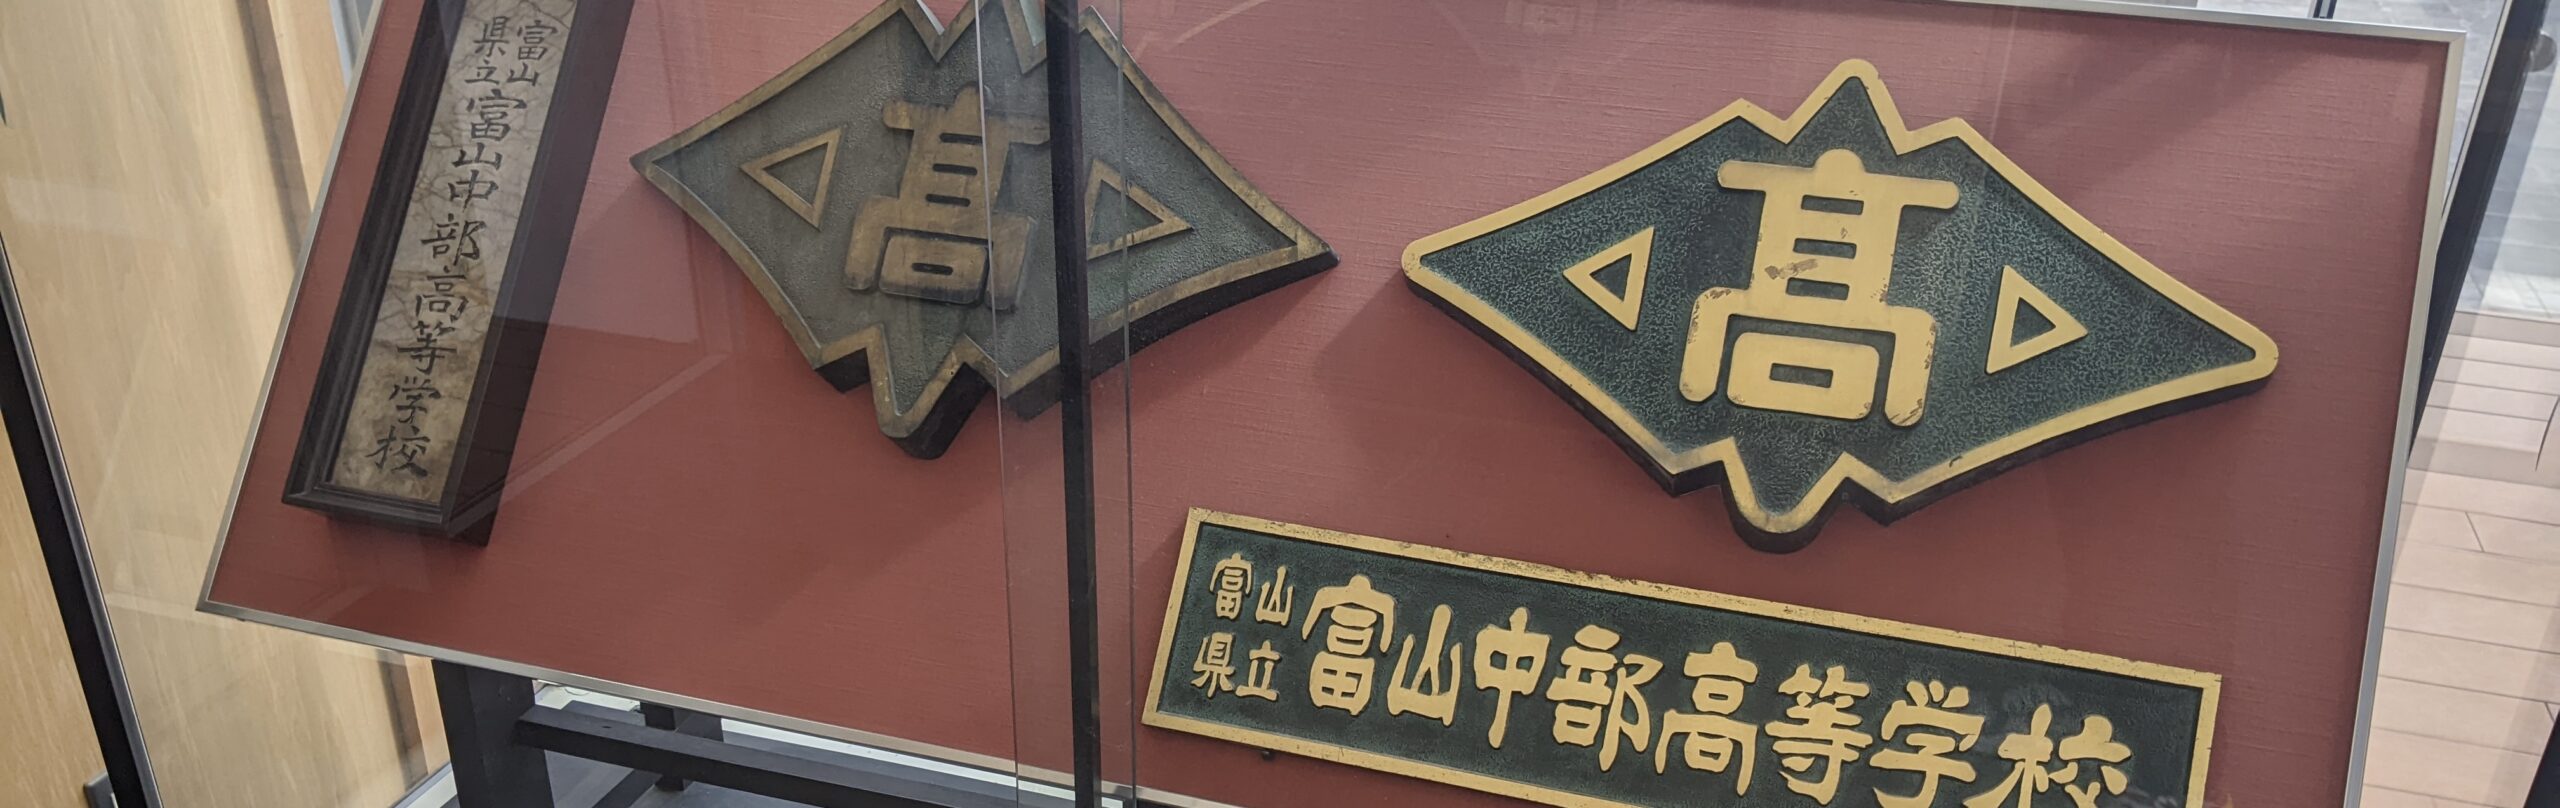 富山
県立
富山中部高等学校
髙
髙
富山
県立
富山中部高等学校